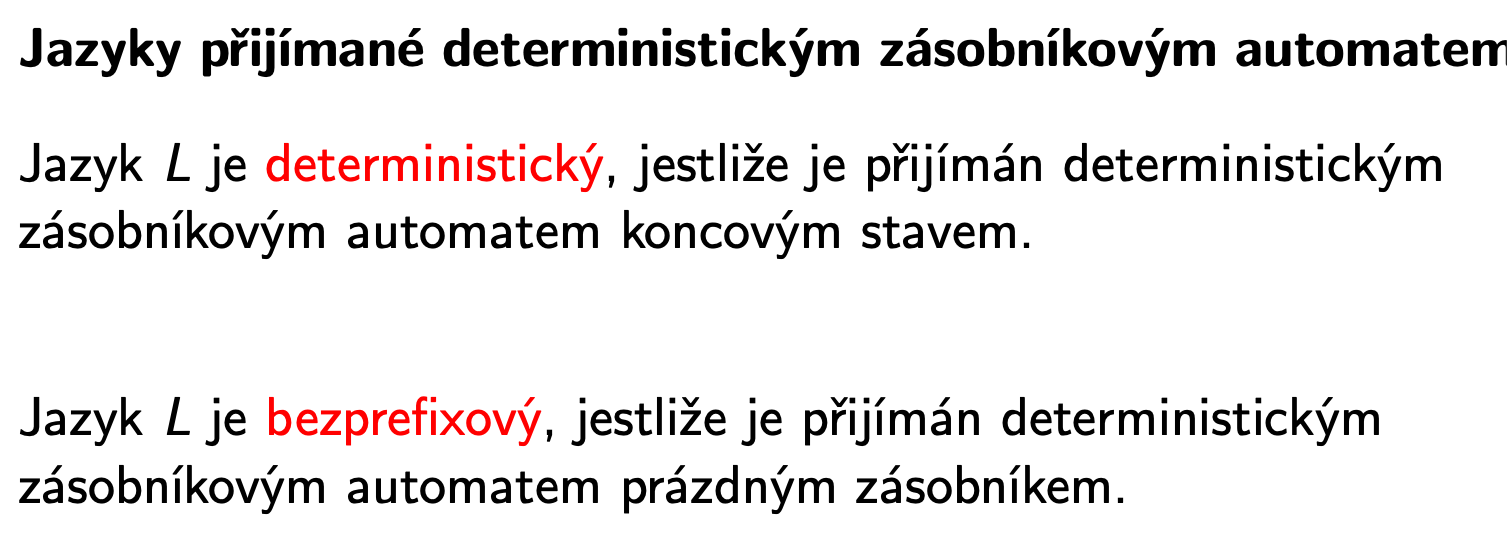 Jazyky přijímané deterministickým zásobníkovým automatem
Jazyk L je deterministický, jestliže je přijímán deterministickým
zásobníkovým automatem koncovým stavem.
Jazyk L je bezprefixový, jestliže je přijímán deterministickým
zásobníkovým automatem prázdným zásobníkem.